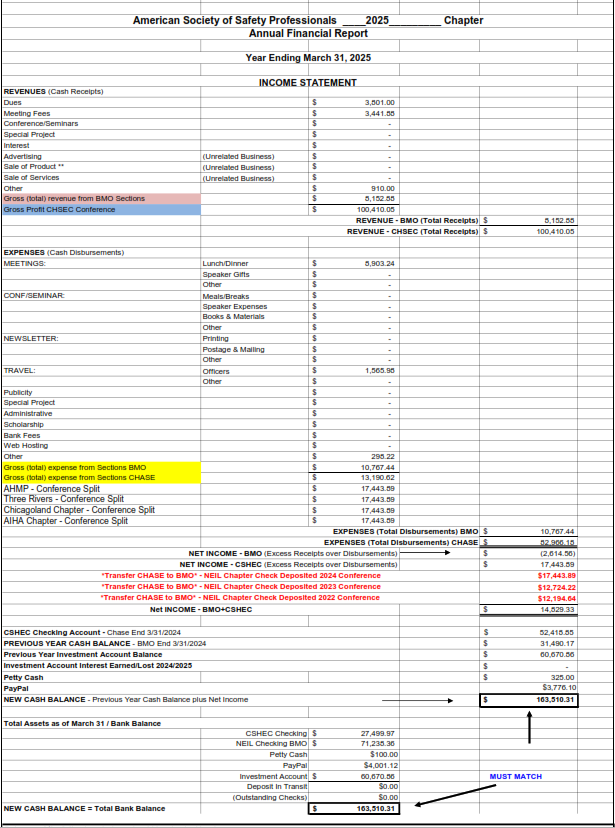 American Society of Safety Professionals ____2025_________ Chapter
Annual Financial Report
Year Ending March 31, 2025
INCOME STATEMENT
REVENUES (Cash Receipts)
Dues $ 3,801.00
Meeting Fees $ 3,441.88
Conference/Seminars $ -
Special Project $ -
Interest $ -
Advertising (Unrelated Business) $ -
Sale of Product ** (Unrelated Business) $ -
Sale of Services (Unrelated Business) $ -
Other $ 910.00
Gross (total) revenue from BMO Sections $ 8,152.88
Gross Profit CHSEC Conference $ 100,410.05
REVENUE - BMO (Total Receipts) $ 8,152.88
REVENUE - CHSEC (Total Receipts) $ 100,410.05
EXPENSES (Cash Disbursements)
MEETINGS: Lunch/Dinner $ 8,903.24
Speaker Gifts $ -
Other $ -
CONF/SEMINAR: Meals/Breaks $ -
Speaker Expenses $ -
Books & Materials $ -
Other $ -
NEWSLETTER: Printing $ -
Postage & Mailing $ -
Other $ -
TRAVEL: Officers $ 1,565.98
Other $ -
Publicity $ -
Special Project $ -
Administrative $ -
Scholarship $ -
Bank Fees $ -
Web Hosting $ -
Other $ 298.22
Gross (total) expense from Sections BMO $ 10,767.44
Gross (total) expense from Sections CHASE $ 13,190.62
AHMP - Conference Split $ 17,443.89
Three Rivers - Conference Split $ 17,443.89
Chicagoland Chapter - Conference Split $ 17,443.89
AIHA Chapter - Conference Split $ 17,443.89
EXPENSES (Total Disbursements) BMO $ 10,767.44
EXPENSES (Total Disbursements) CHASE $ 82,966.18
NET INCOME - BMO (Excess Receipts over Disbursements) $ (2,614.56)
NET INCOME - CSHEC (Excess Receipts over Disbursements) $ 17,443.89
*Transfer CHASE to BMO* - NEIL Chapter Check Deposited 2024 Conference $17,443.89
*Transfer CHASE to BMO* - NEIL Chapter Check Deposited 2023 Conference $12,724.22
*Transfer CHASE to BMO* - NEIL Chapter Check Deposited 2022 Conference $12,194.64
Net INCOME - BMO+CSHEC $ 14,829.33
CSHEC Checking Account - Chase End 3/31/2024 $ 52,418.85
PREVIOUS YEAR CASH BALANCE - BMO End 3/31/2024 $ 31,490.17
Previous Year Investment Account Balance $ 60,670.86
Investment Account Interest Earned/Lost 2024/2025 $ -
Petty Cash $ 325.00
PayPal $3,776.10
NEW CASH BALANCE - Previous Year Cash Balance plus Net Income $ 163,510.31
Total Assets as of March 31 / Bank Balance
CSHEC Checking $ 27,499.97
NEIL Checking BMO $ 71,238.36
Petty Cash $100.00
PayPal $4,001.12
Investment Account $ 60,670.86
MUST MATCH
Deposit In Transit $0.00
(Outstanding Checks) $0.00
NEW CASH BALANCE = Total Bank Balance $ 163,510.31